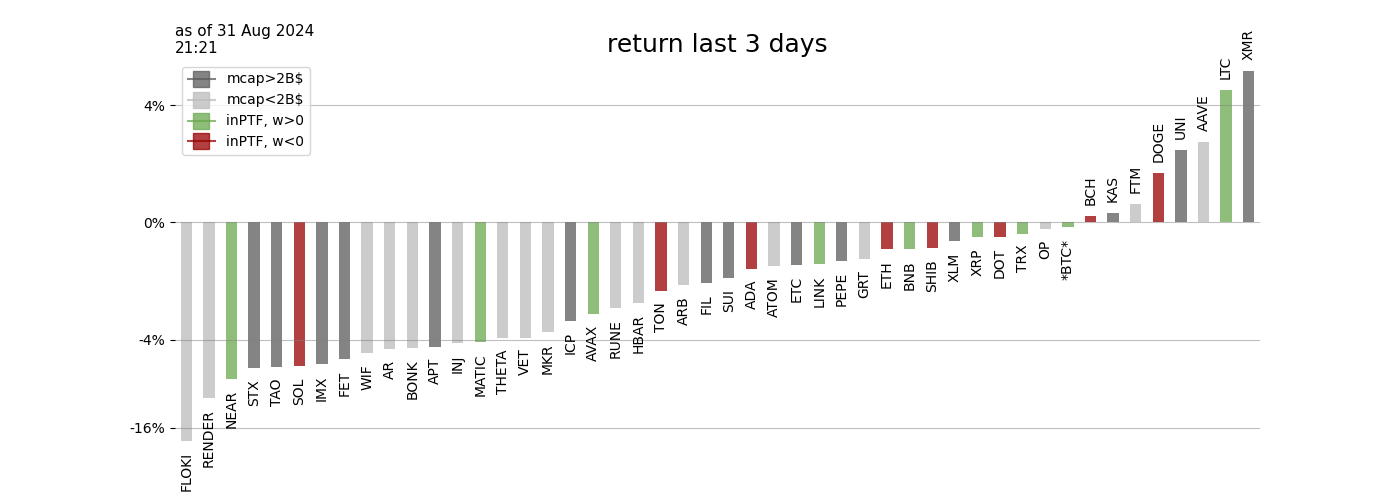 as of 31 Aug 2024
21:21
return last 3 days
mcap>2B$
mcap<2B$
inPTF, w>0
inPTF, w<0
4%
0%
-4%
-16%
FLOKI
RENDER
NEAR
STX
TAO
SOL
IMX
FET
WIF
AR
BONK
APT
INJ
MATIC
THETA
VET
MKR
ICP
AVAX
RUNE
HBAR
TON
ARB
FIL
SUI
ADA
ATOM
ETC
LINK
PEPE
GRT
ETH
BNB
SHIB
XLM
XRP
DOT
TRX
OP
*BTC*
BCH
KAS
FTM
DOGE
UNI
AAVE
LTC
XMR